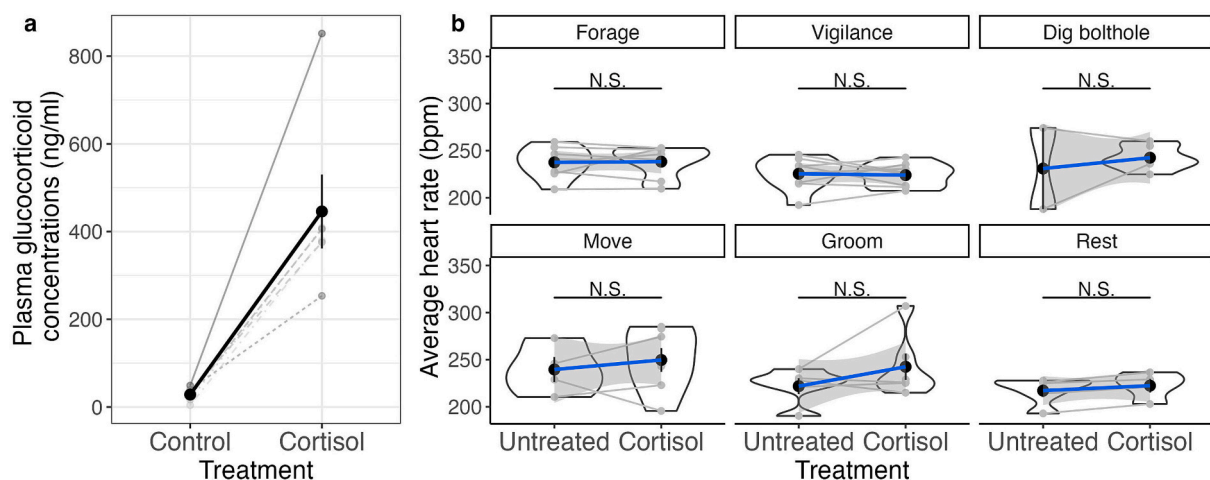 a
Plasma glucocorticoid
concentrations (ng/ml)
800
600
400
200
0
Control
Cortisol
Treatment
b
Average heart rate (bpm)
Forage
Vigilance
Dig bolthole
350
300
250
200
N.S.
N.S.
N.S.
Move
Groom
Rest
350
300
250
200
N.S.
N.S.
N.S.
Untreated Cortisol
Untreated Cortisol
Untreated Cortisol
Treatment